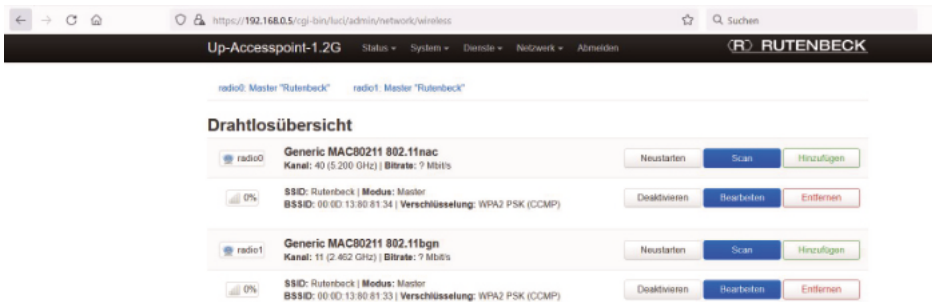 https://192.168.0.5/cgi-bin/luci/admin/network/wireless Suchen
Up-Accesspoint-1.2G Status System Dienste Netzwerk Abmelden (R) RUTENBECK
radio0: Master "Rutenbeck" radio1: Master "Rutenbeck"
Drahtlosübersicht
radio0 Generic MAC80211 802.11nac Neustarten Scan Hinzufügen
Kanal: 40 (5.200 GHz) | Bitrate: ? Mbit/s
0% SSID: Rutenbeck | Modus: Master Deaktivieren Bearbeiten Entfernen
BSSID: 00:0D:13:80:81:34 | Verschlüsselung: WPA2 PSK (CCMP)
radio1 Generic MAC80211 802.11bgn Neustarten Scan Hinzufügen
Kanal: 11 (2.462 GHz) | Bitrate: ? Mbit/s
0% SSID: Rutenbeck | Modus: Master Deaktivieren Bearbeiten Entfernen
BSSID: 00:0D:13:80:81:33 | Verschlüsselung: WPA2 PSK (CCMP)